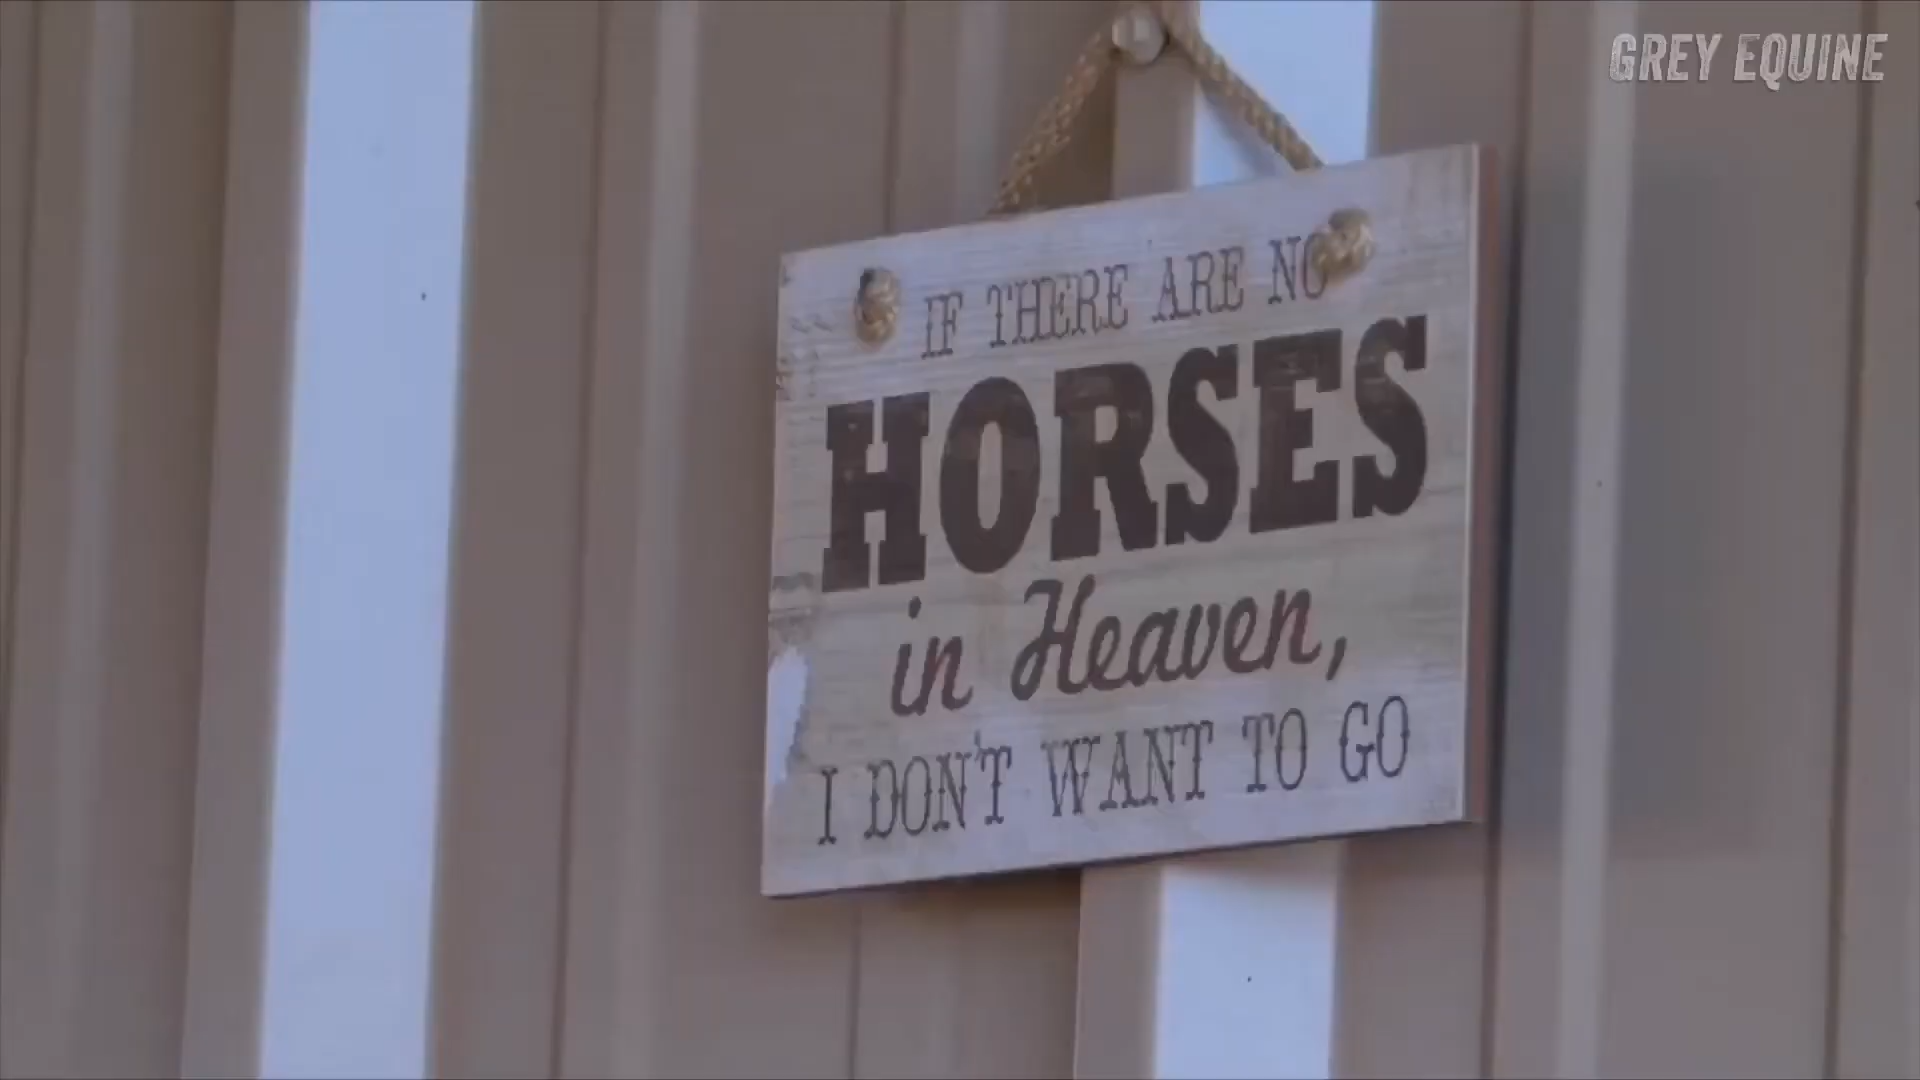 GREY EQUINE
IF THERE ARE NO
HORSES
in Heaven,
I DON'T WANT TO GO